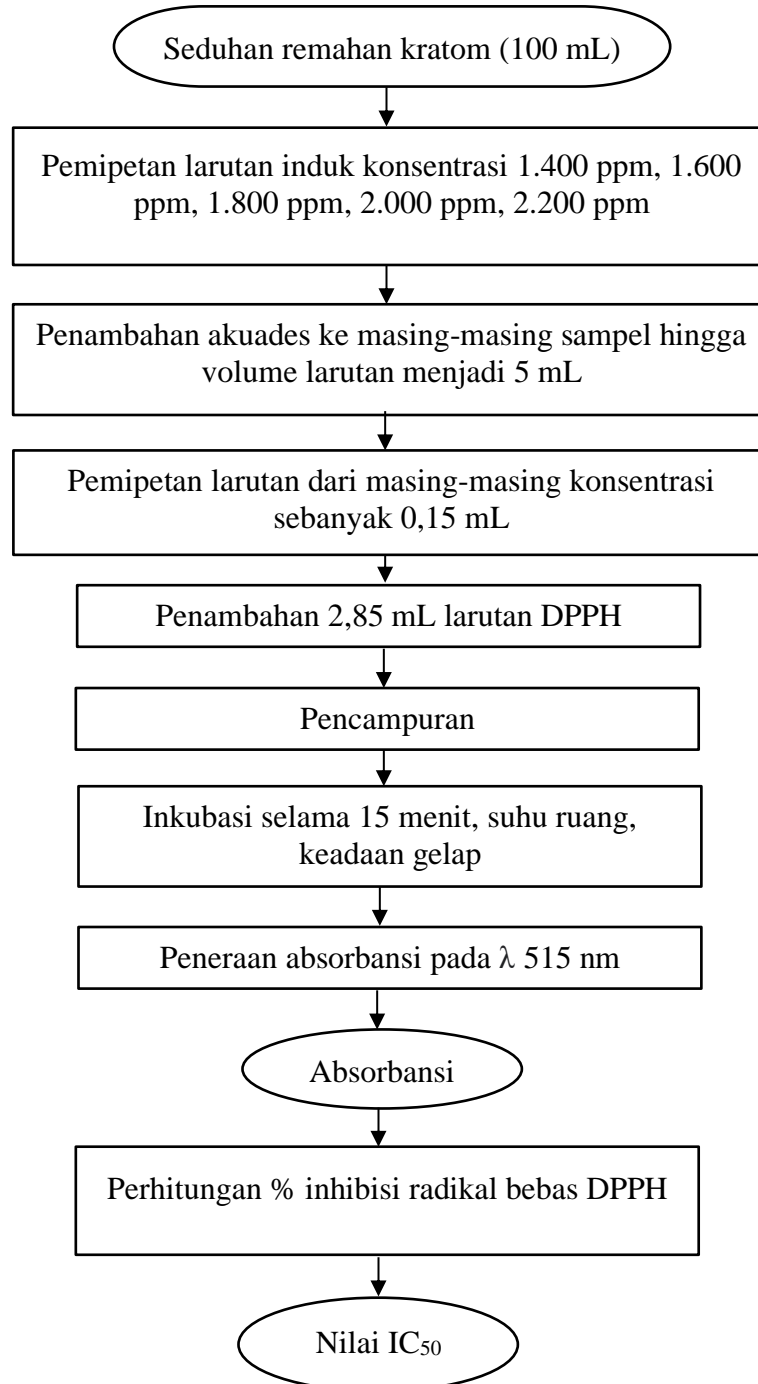 Seduhan remahan kratom (100 mL)
Pemipetan larutan induk konsentrasi 1.400 ppm, 1.600
ppm, 1.800 ppm, 2.000 ppm, 2.200 ppm
Penambahan akuades ke masing-masing sampel hingga
volume larutan menjadi 5 mL
Pemipetan larutan dari masing-masing konsentrasi
sebanyak 0,15 mL
Penambahan 2,85 mL larutan DPPH
Pencampuran
Inkubasi selama 15 menit, suhu ruang,
keadaan gelap
Peneraan absorbansi pada λ 515 nm
Absorbansi
Perhitungan % inhibisi radikal bebas DPPH
Nilai IC₅₀